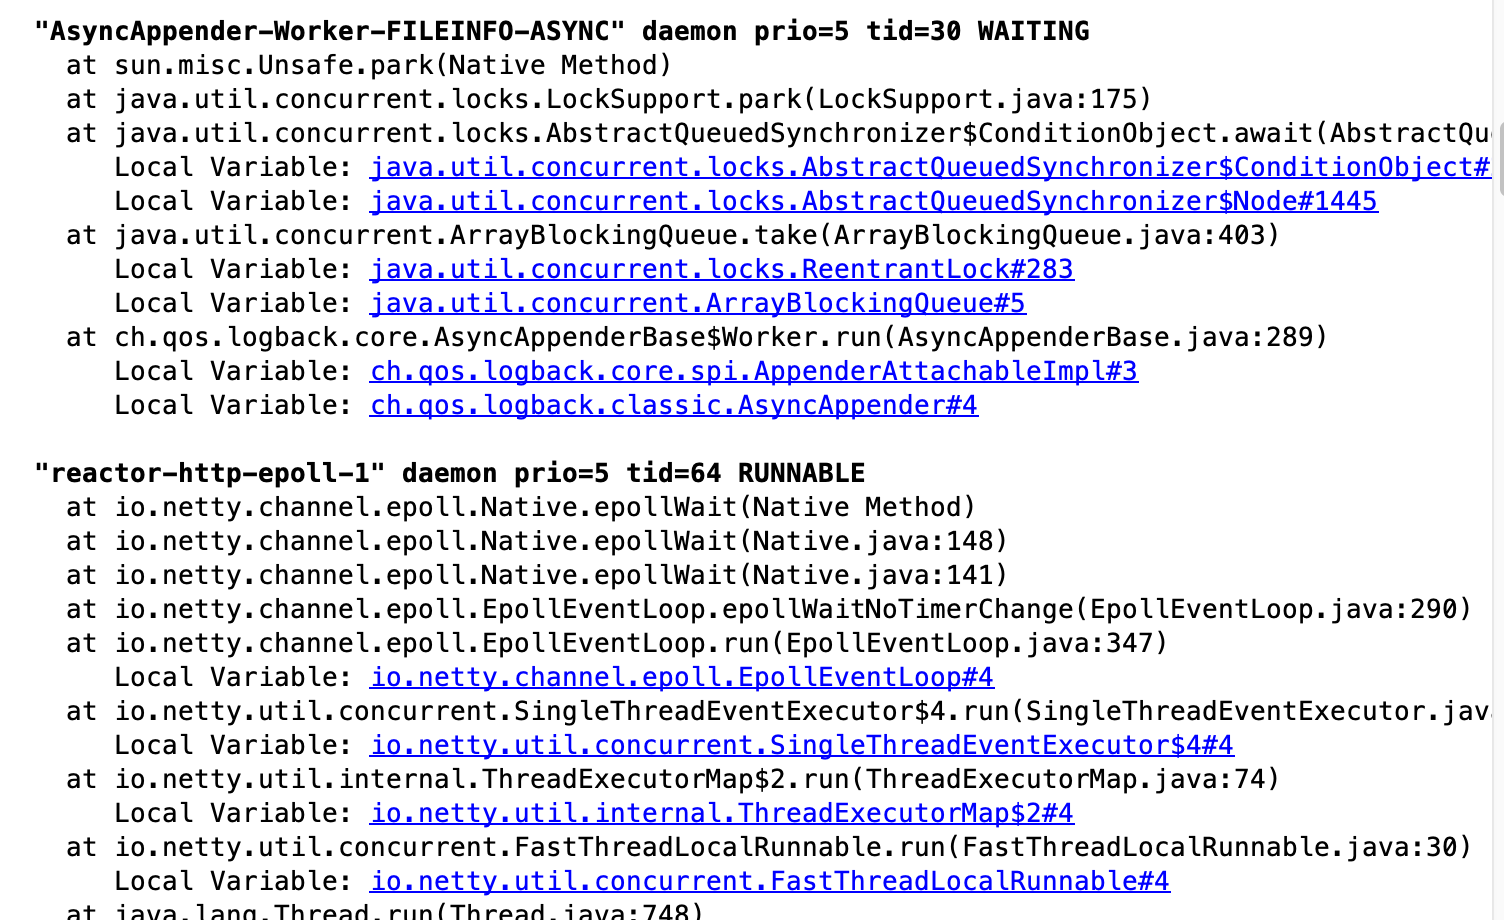 "AsyncAppender-Worker-FILEINFO-ASYNC" daemon prio=5 tid=30 WAITING
at sun.misc.Unsafe.park(Native Method)
at java.util.concurrent.locks.LockSupport.park(LockSupport.java:175)
at java.util.concurrent.locks.AbstractQueuedSynchronizer$ConditionObject.await(AbstractQu
Local Variable: java.util.concurrent.locks.AbstractQueuedSynchronizer$ConditionObject#
Local Variable: java.util.concurrent.locks.AbstractQueuedSynchronizer$Node#1445
at java.util.concurrent.ArrayBlockingQueue.take(ArrayBlockingQueue.java:403)
Local Variable: java.util.concurrent.locks.ReentrantLock#283
Local Variable: java.util.concurrent.ArrayBlockingQueue#5
at ch.qos.logback.core.AsyncAppenderBase$Worker.run(AsyncAppenderBase.java:289)
Local Variable: ch.qos.logback.core.spi.AppenderAttachableImpl#3
Local Variable: ch.qos.logback.classic.AsyncAppender#4
"reactor-http-epoll-1" daemon prio=5 tid=64 RUNNABLE
at io.netty.channel.epoll.Native.epollWait(Native Method)
at io.netty.channel.epoll.Native.epollWait(Native.java:148)
at io.netty.channel.epoll.Native.epollWait(Native.java:141)
at io.netty.channel.epoll.EpollEventLoop.epollWaitNoTimerChange(EpollEventLoop.java:290)
at io.netty.channel.epoll.EpollEventLoop.run(EpollEventLoop.java:347)
Local Variable: io.netty.channel.epoll.EpollEventLoop#4
at io.netty.util.concurrent.SingleThreadEventExecutor$4.run(SingleThreadEventExecutor.jav
Local Variable: io.netty.util.concurrent.SingleThreadEventExecutor$4#4
at io.netty.util.internal.ThreadExecutorMap$2.run(ThreadExecutorMap.java:74)
Local Variable: io.netty.util.internal.ThreadExecutorMap$2#4
at io.netty.util.concurrent.FastThreadLocalRunnable.run(FastThreadLocalRunnable.java:30)
Local Variable: io.netty.util.concurrent.FastThreadLocalRunnable#4
at java.lang.Thread.run(Thread.java:748)